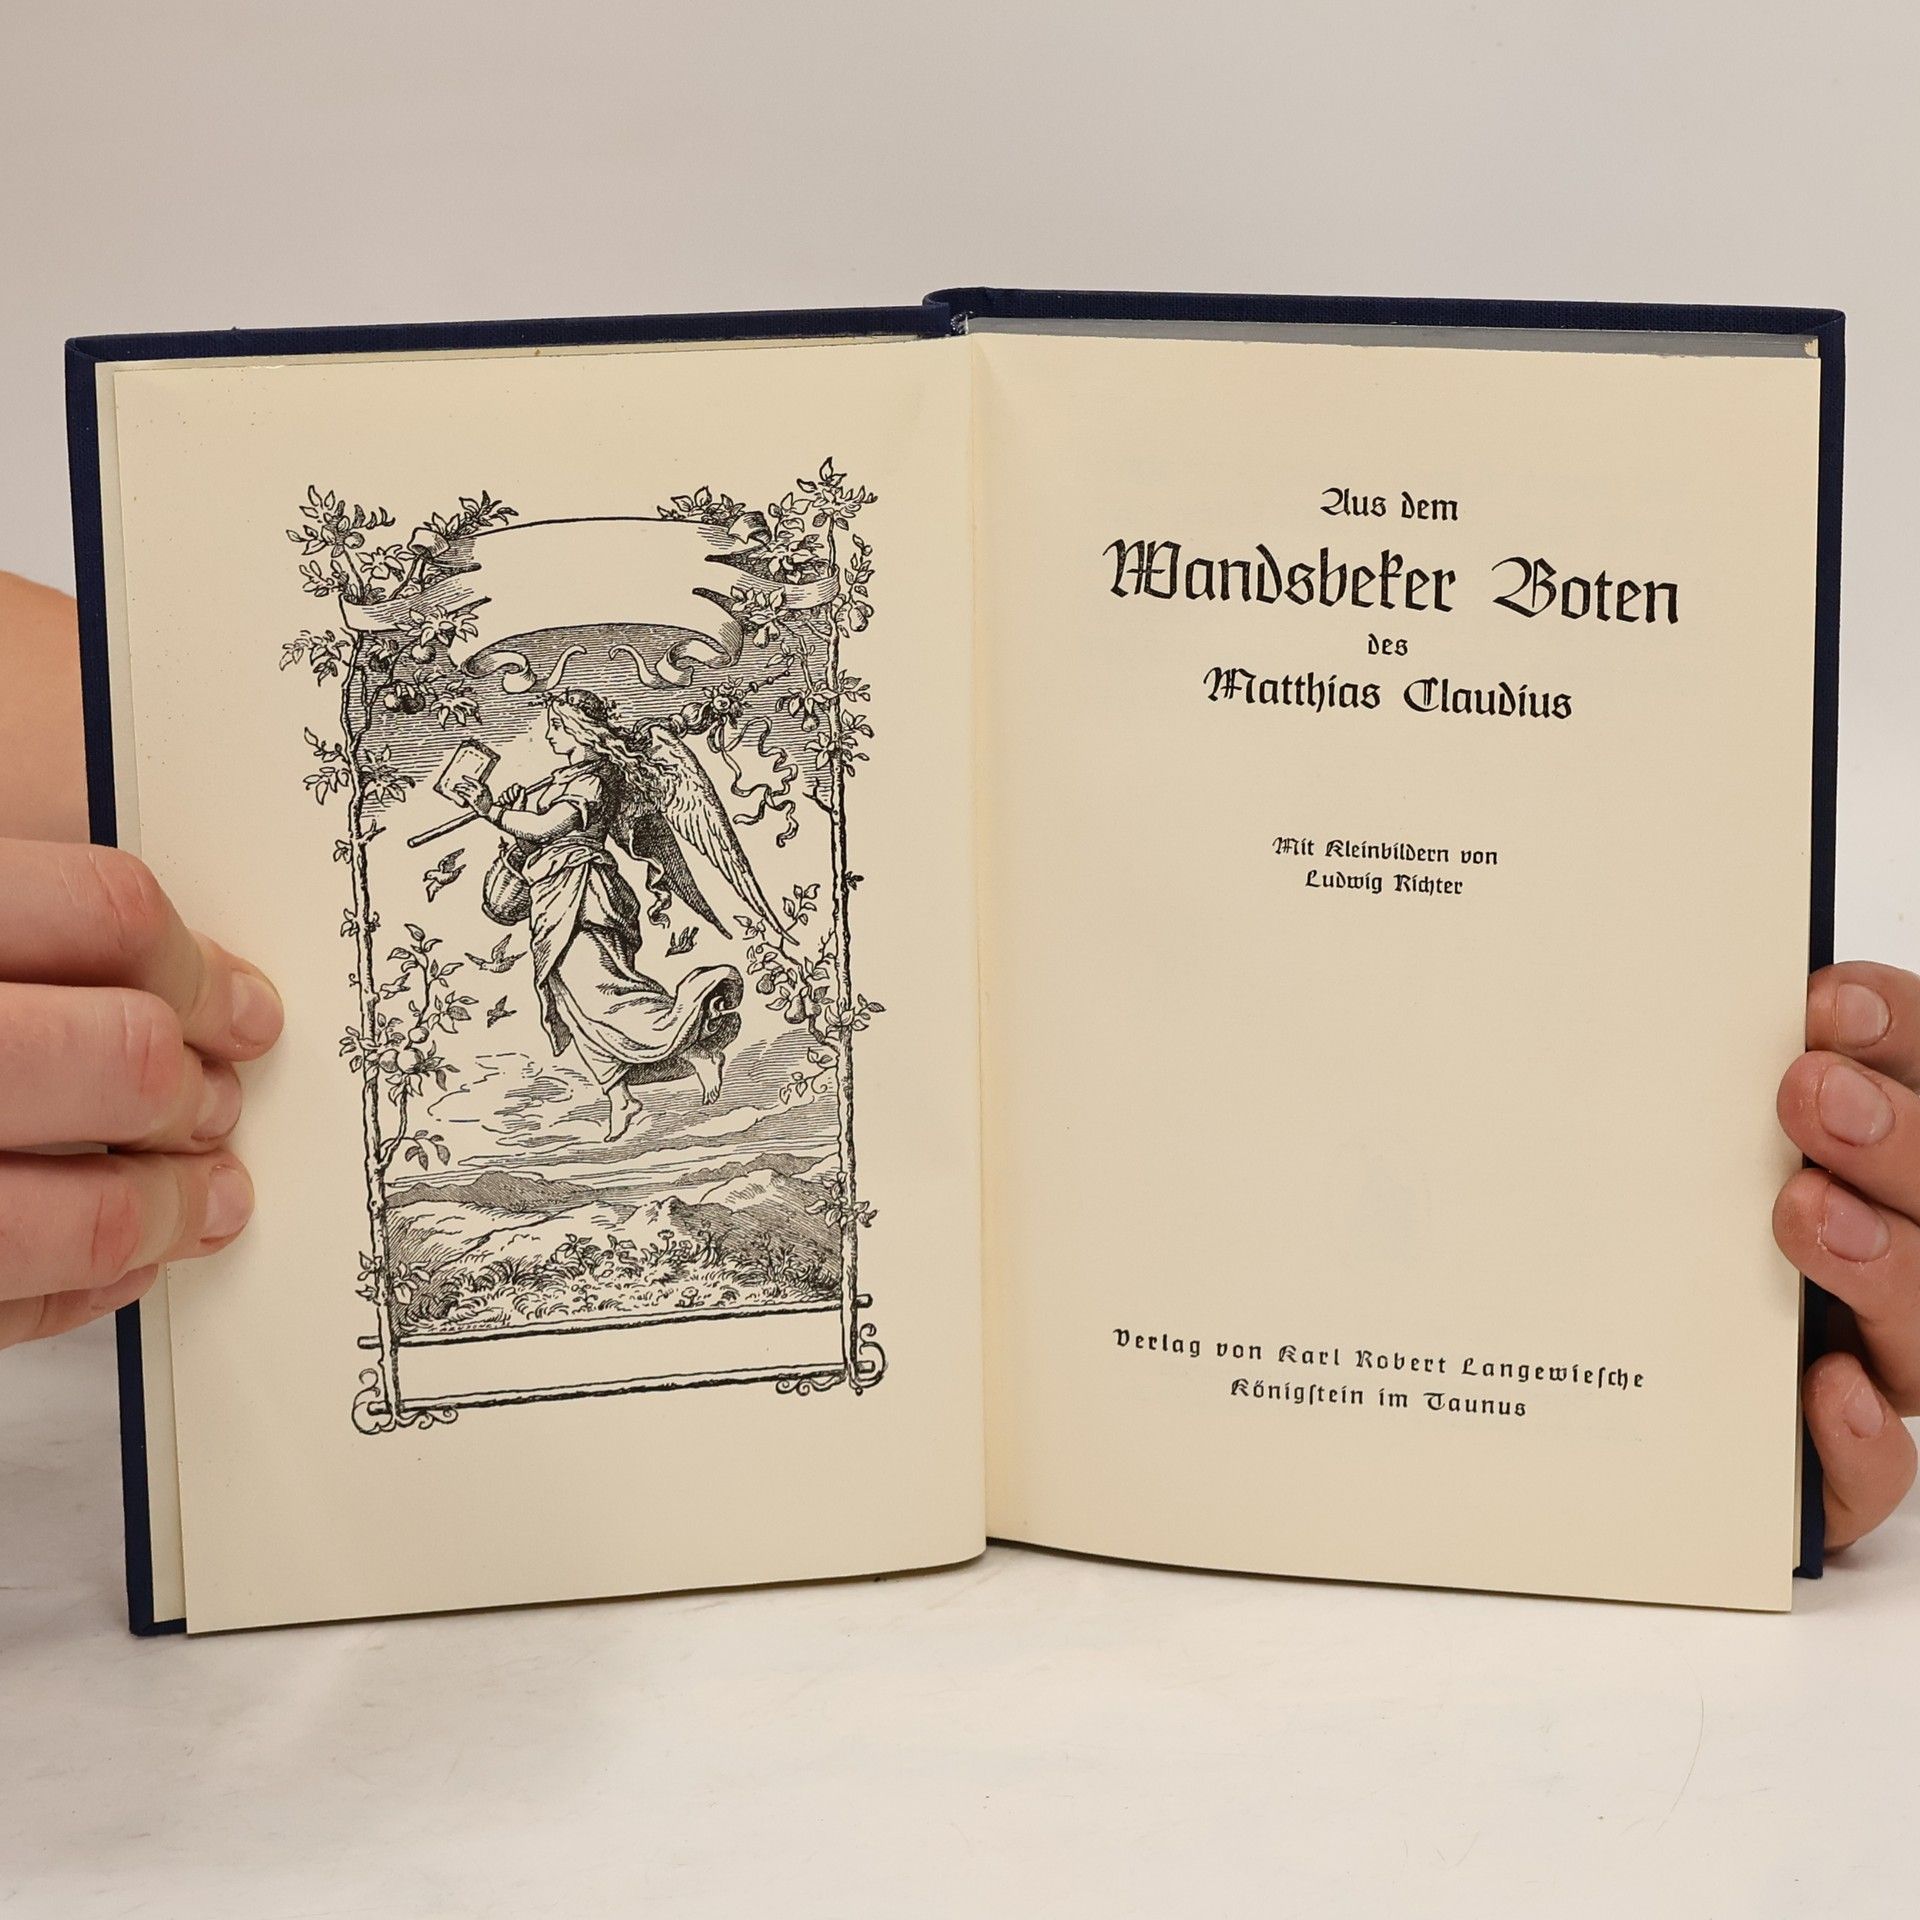 Aus dem
Wandsbeker Boten
des
Matthias Claudius
Mit Kleinbildern von
Ludwig Richter
Verlag von Karl Robert Langewieſche
Königſtein im Taunus